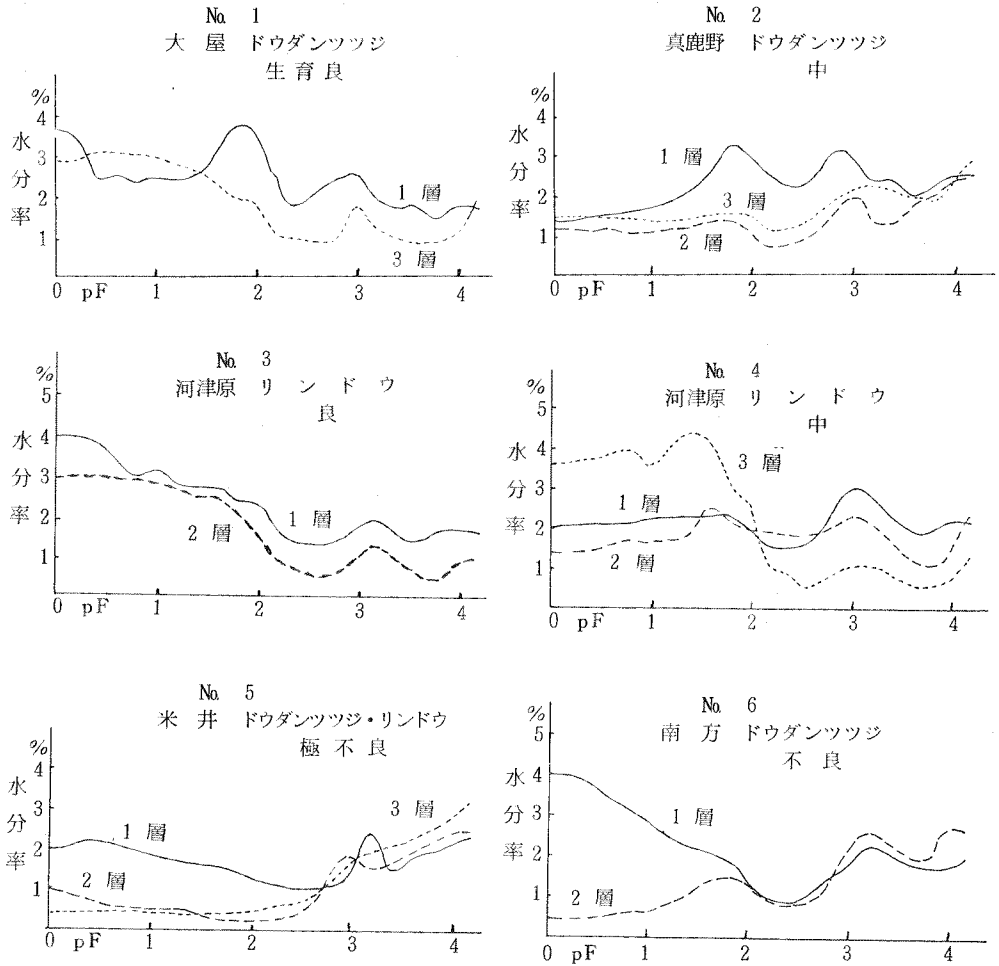 No. 1
大 屋 ドウダンツツジ
生 育 良
%
水分率
4
3
2
1
1 層
3 層
0 pF 1 2 3 4
No. 2
真鹿野 ドウダンツツジ
中
%
水分率
4
3
2
1
1 層
3 層
2 層
0 pF 1 2 3 4
No. 3
河津原 リ ン ド ウ
良
%
水分率
5
4
3
2
1
1 層
2 層
0 pF 1 2 3 4
No. 4
河津原 リ ン ド ウ
中
%
水分率
5
4
3
2
1
3 層
1 層
2 層
0 pF 1 2 3 4
No. 5
米 井 ドウダンツツジ・リンドウ
極 不 良
%
水分率
4
3
2
1
3 層
1 層
2 層
0 pF 1 2 3 4
No. 6
南 方 ドウダンツツジ
不 良
%
水分率
5
4
3
2
1
1 層
2 層
0 pF 1 2 3 4